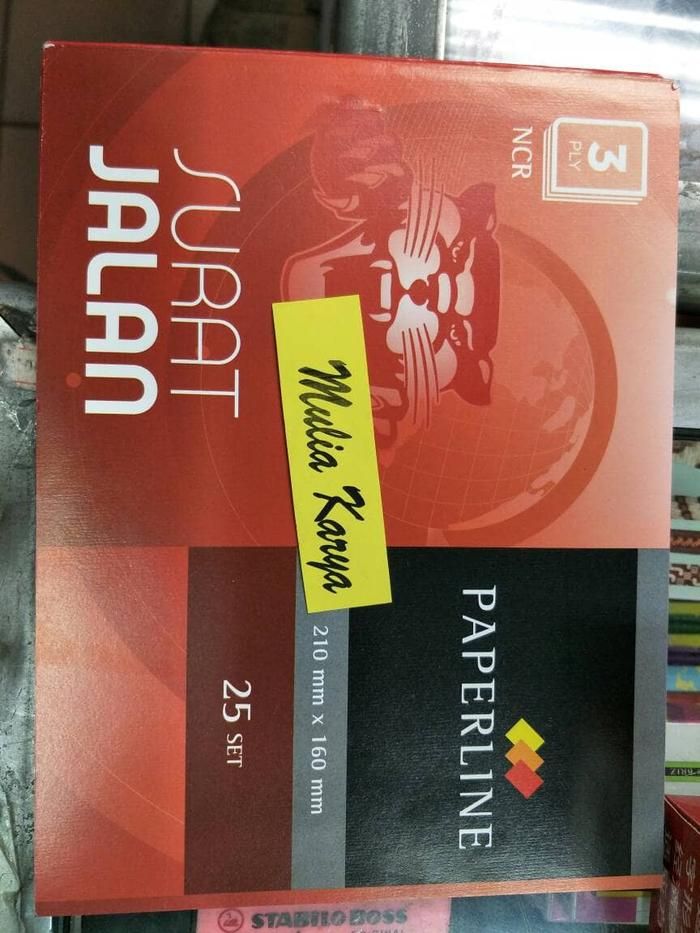 3
PLY
NCR
SURAT
JALAN
Mulia Karya
PAPERLINE
210 mm x 160 mm
25 SET
STABILO BOSS